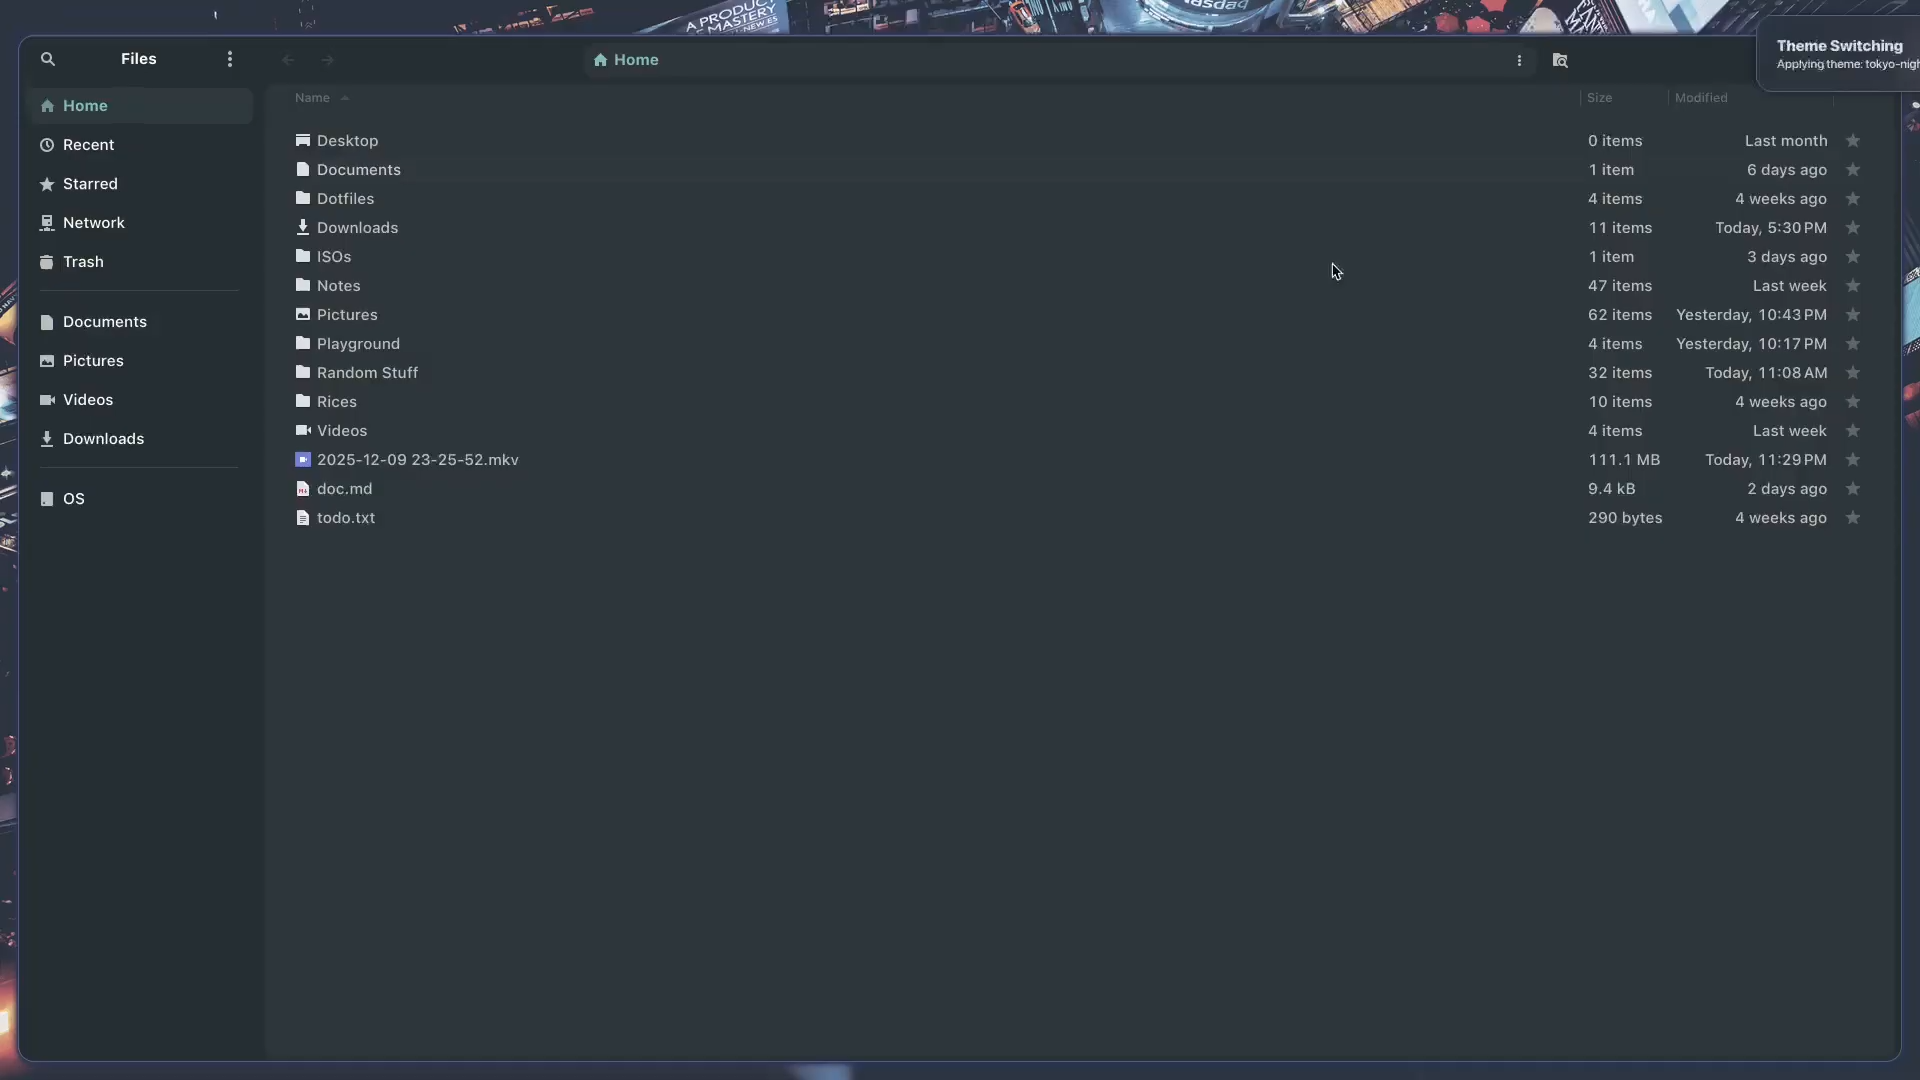 A PRODUCT
MASTERY
Files
Home
Theme Switching
Applying theme:
Name
Size
Modified
Home
Recent
Starred
Network
Trash
Documents
Pictures
Videos
Downloads
OS
Desktop 0 items Last month
Documents 1 item 6 days ago
Dotfiles 4 items 4 weeks ago
Downloads 11 items Today, 5:30 PM
ISOs 1 item 3 days ago
Notes 47 items Last week
Pictures 62 items Yesterday, 10:43 PM
Playground 4 items Yesterday, 10:17 PM
Random Stuff 32 items Today, 11:08 AM
Rices 10 items 4 weeks ago
Videos 4 items Last week
2025-12-09 23-25-52.mkv 111.1 MB Today, 11:29 PM
doc.md 9.4 kB 2 days ago
todo.txt 290 bytes 4 weeks ago